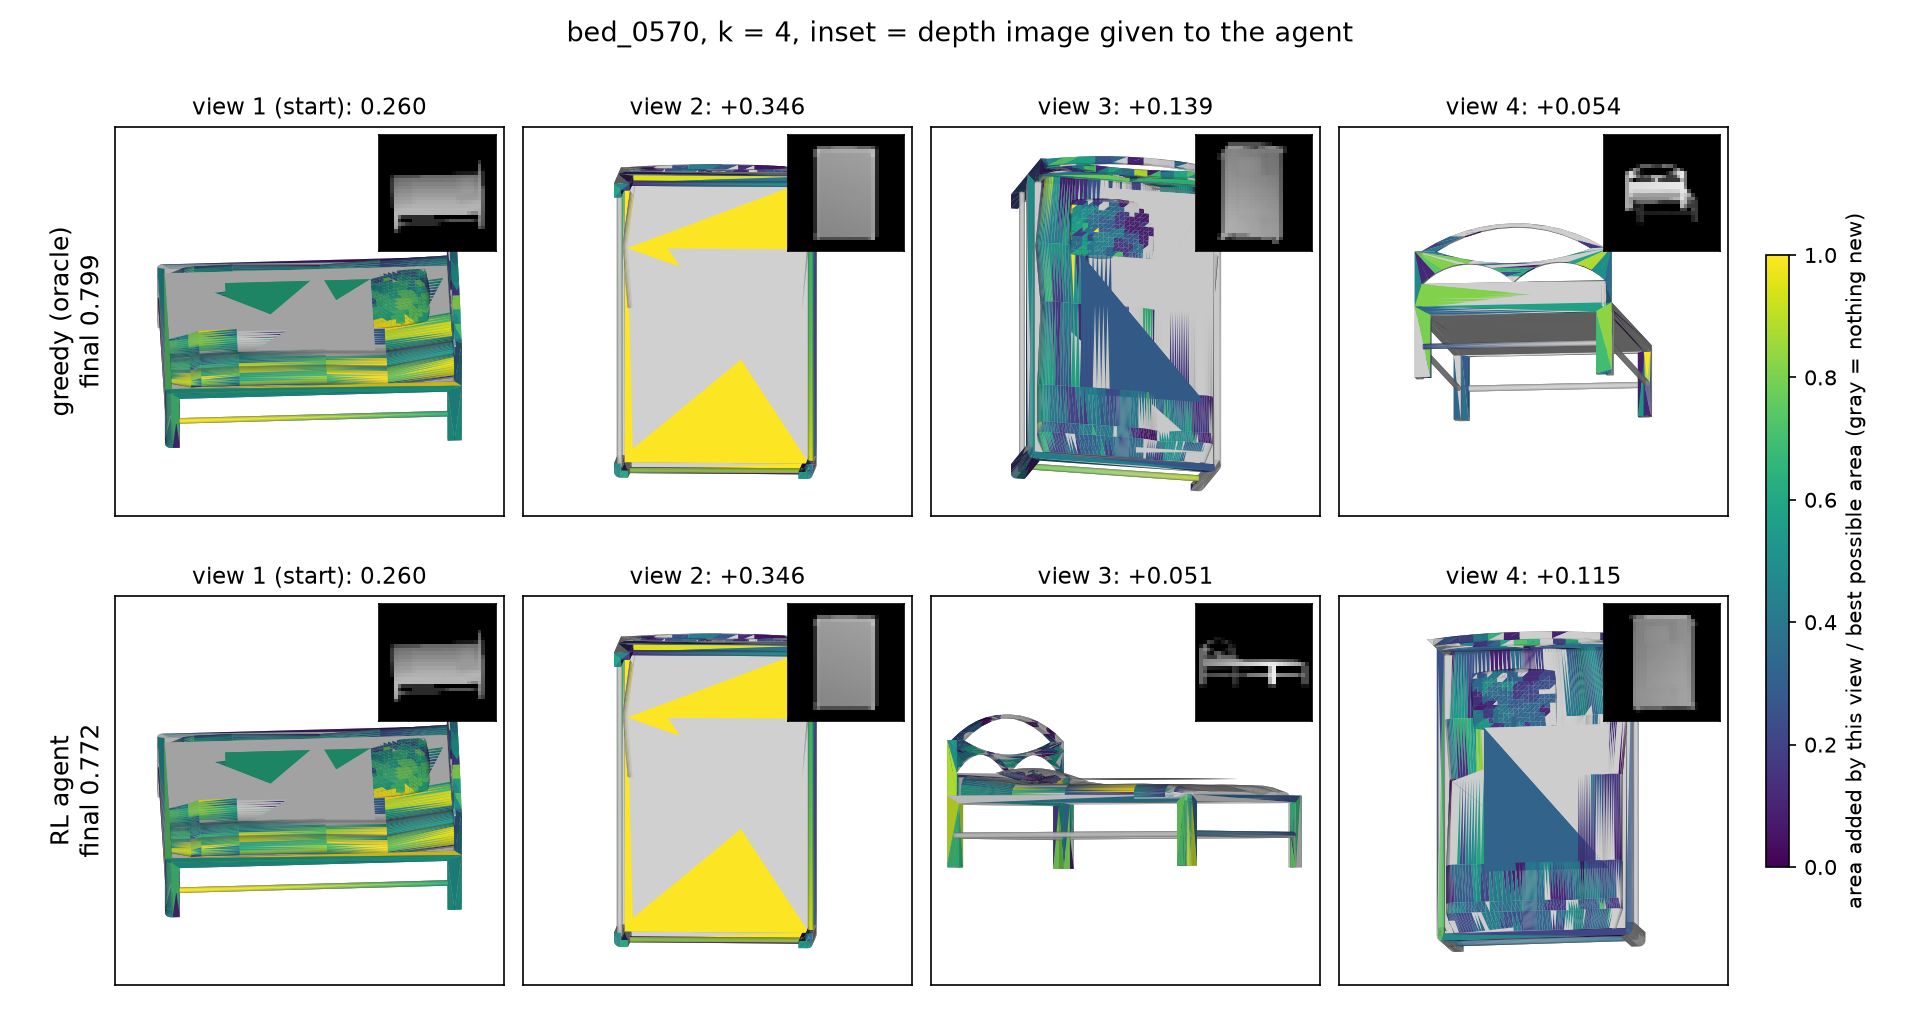 bed_0570, k = 4, inset = depth image given to the agent
view 1 (start): 0.260
view 2: +0.346
view 3: +0.139
view 4: +0.054
greedy (oracle)
final 0.799
view 1 (start): 0.260
view 2: +0.346
view 3: +0.051
view 4: +0.115
RL agent
final 0.772
1.0
0.8
0.6
0.4
0.2
0.0
area added by this view / best possible area (gray = nothing new)